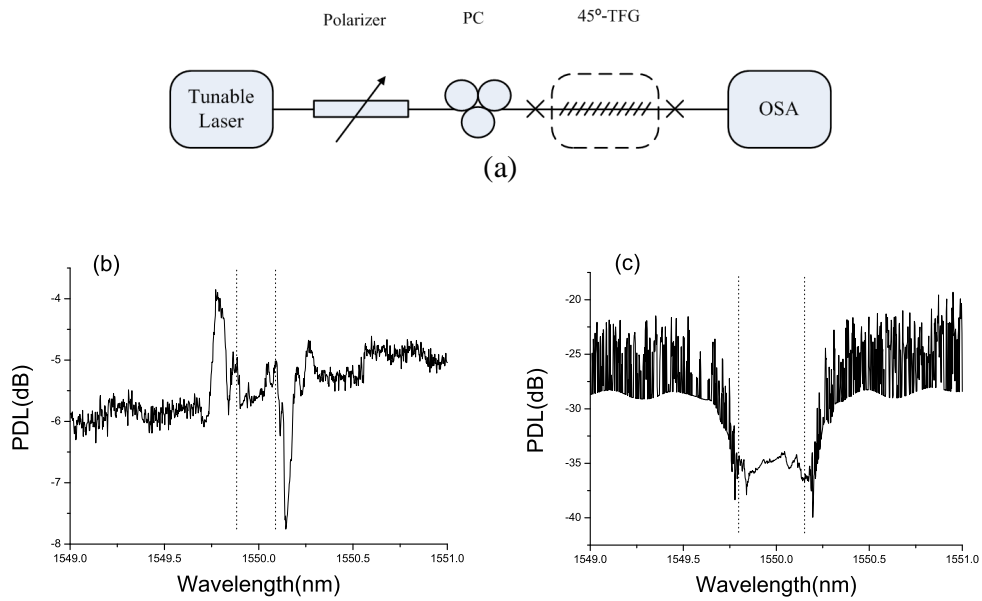 Polarizer PC 45º-TFG
Tunable
Laser
OSA
(a)
(b)
-4
-5
-6
-7
-8
PDL(dB)
1549.0 1549.5 1550.0 1550.5 1551.0
Wavelength(nm)
(c)
-20
-25
-30
-35
-40
PDL(dB)
1549.0 1549.5 1550.0 1550.5 1551.0
Wavelength(nm)